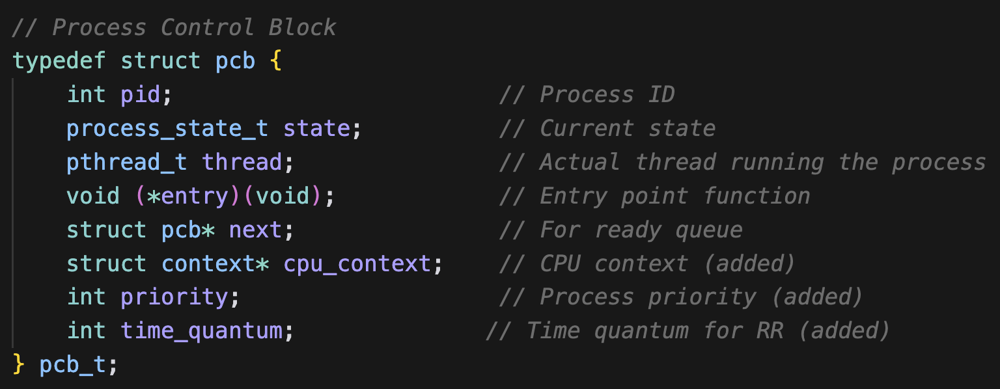 // Process Control Block
typedef struct pcb {
    int pid;                        // Process ID
    process_state_t state;          // Current state
    pthread_t thread;               // Actual thread running the process
    void (*entry)(void);            // Entry point function
    struct pcb* next;               // For ready queue
    struct context* cpu_context;    // CPU context (added)
    int priority;                   // Process priority (added)
    int time_quantum;              // Time quantum for RR (added)
} pcb_t;